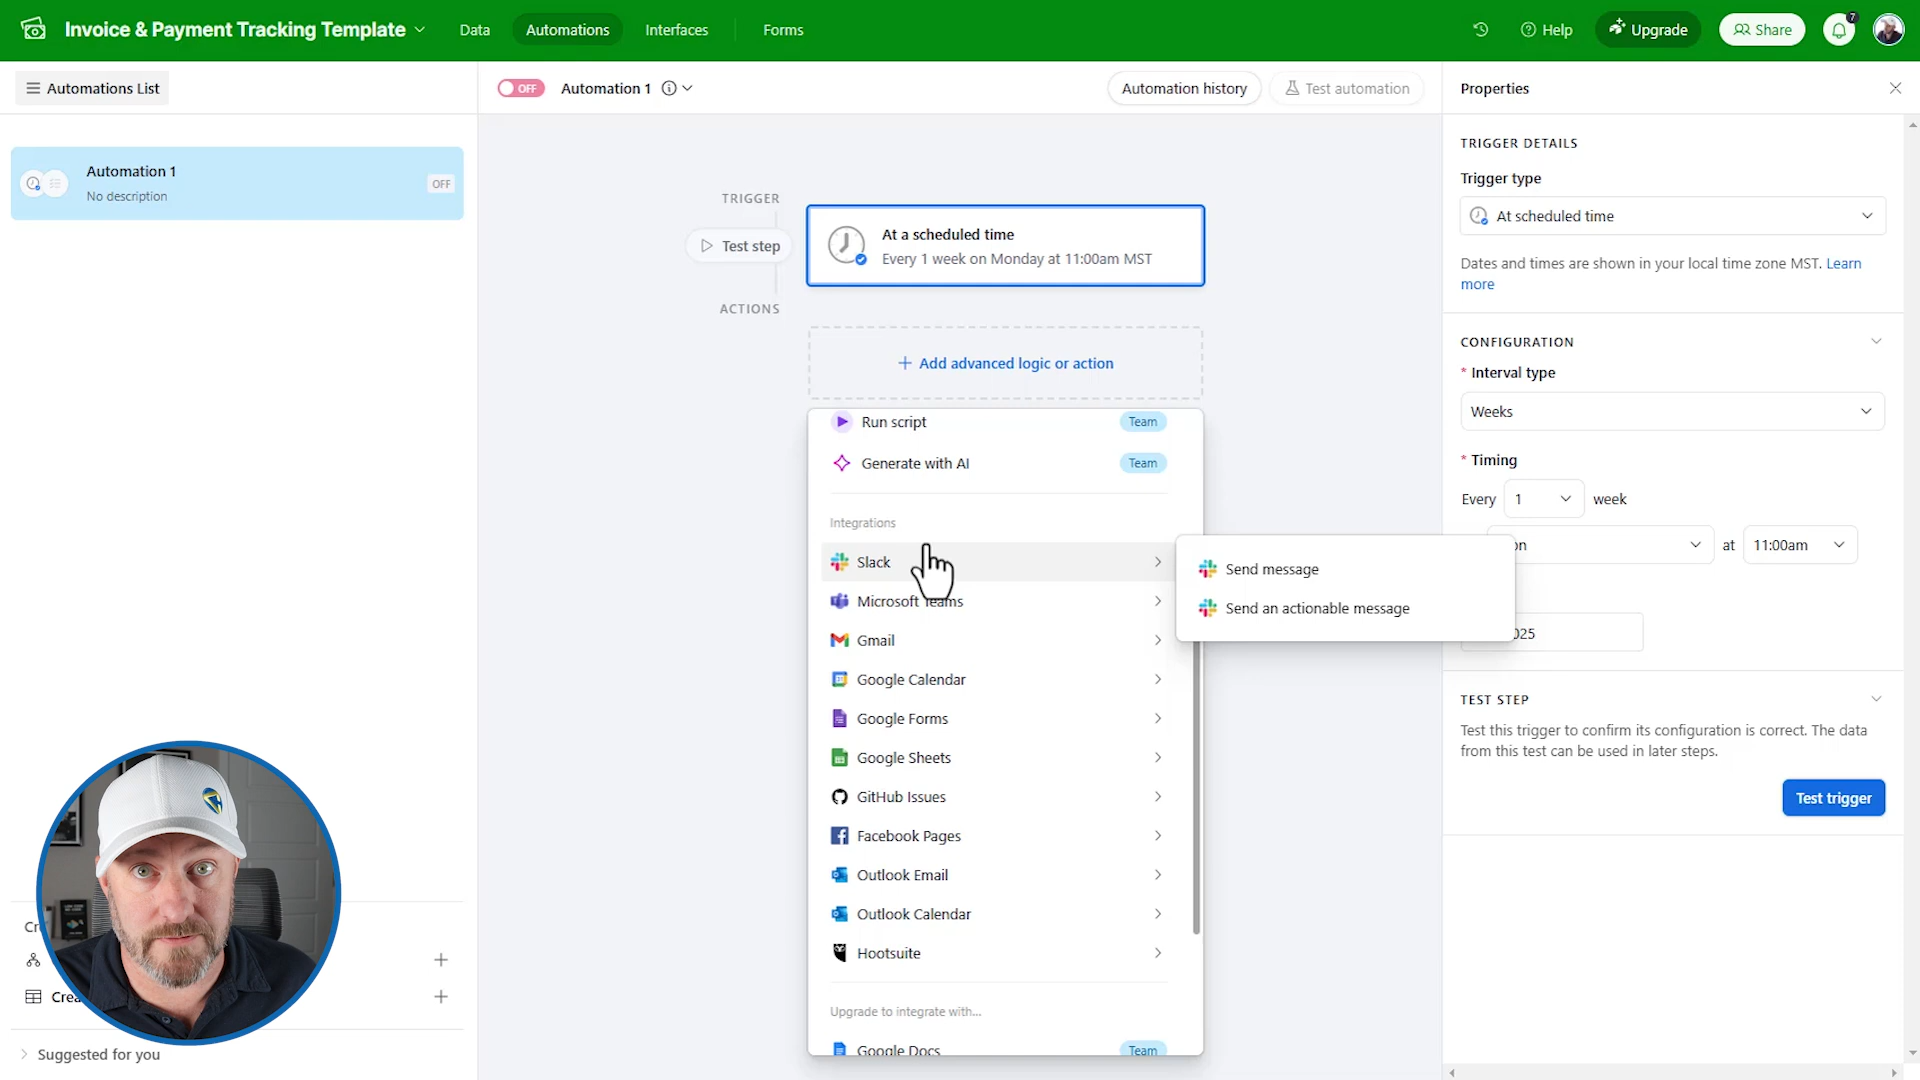 Invoice & Payment Tracking Template
Data
Automations
Interfaces
Forms
Help
Upgrade
Share
7
Automations List
OFF
Automation 1
Automation history
Test automation
Properties
Automation 1
No description
OFF
TRIGGER
Test step
At a scheduled time
Every 1 week on Monday at 11:00am MST
ACTIONS
Add advanced logic or action
Run script
Team
Generate with AI
Team
Integrations
Slack
Microsoft Teams
Gmail
Google Calendar
Google Forms
Google Sheets
GitHub Issues
Facebook Pages
Outlook Email
Outlook Calendar
Hootsuite
Upgrade to integrate with...
Google Docs
Team
Send message
Send an actionable message
TRIGGER DETAILS
Trigger type
At scheduled time
Dates and times are shown in your local time zone MST. Learn
more
CONFIGURATION
* Interval type
Weeks
* Timing
Every 1 week
on at 11:00am
025
TEST STEP
Test this trigger to confirm its configuration is correct. The data
from this test can be used in later steps.
Test trigger
Suggested for you